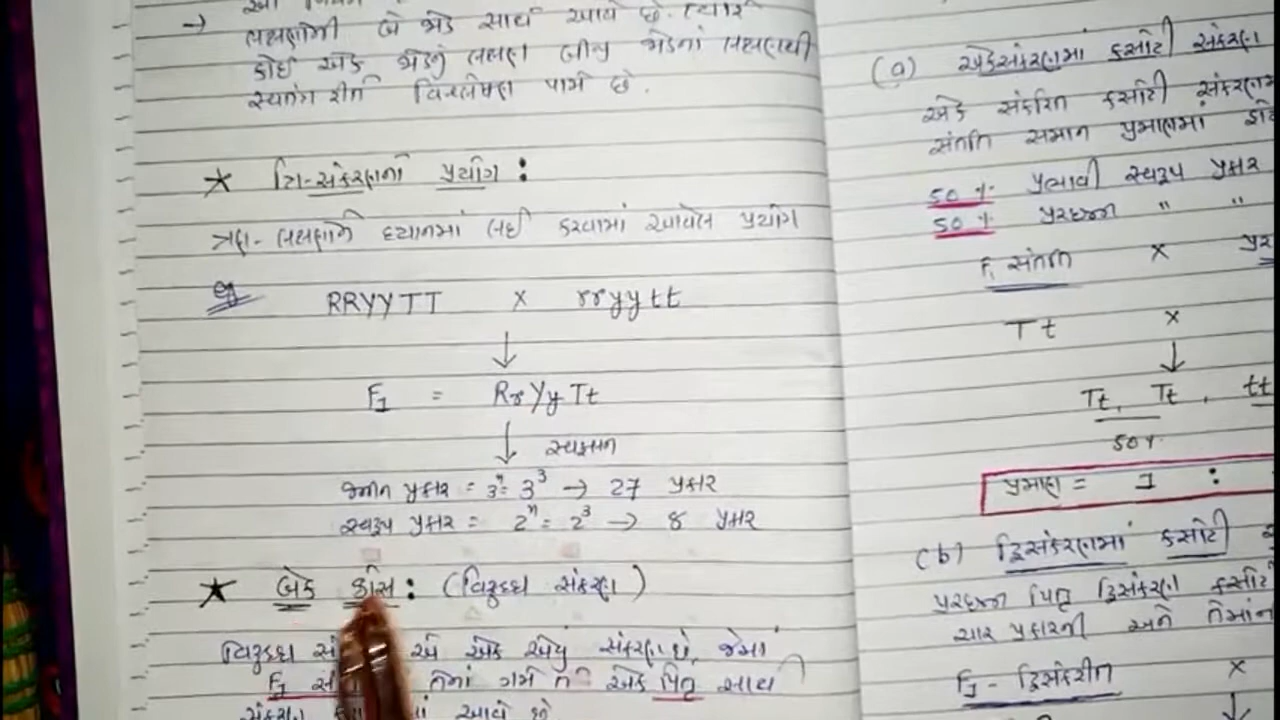 → લક્ષણોની બે જોડ સાથે આવે છે. ત્યારે
કોઈ એક જોડનું લક્ષણ બીજી જોડનાં લક્ષણથી
સ્વતંત્ર રીતે વિશ્લેષણ પામે છે.
★ ત્રિ-સંકરણનો પ્રયોગ :
ત્રણ- લક્ષણોને ધ્યાનમાં લઈ કરવામાં આવેલ પ્રયોગ
RRYYTT x rryytt
↓
F1 = RrYyTt
↓ સ્વફલન
જનીન પ્રકાર = 3ⁿ= 3³ → 27 પ્રકાર
સ્વરૂપ પ્રકાર = 2ⁿ = 2³ → 8 પ્રકાર
★ બેક ક્રોસ : (વિરુદ્ધ સંકરણ)
વિરુદ્ધ સં એ એક એવું સંકરણ છે, જેમાં
F1 તેમાં ગમે તે એક પિતૃ સાથે
આવે છે
(a) એકસંકરણમાં કસોટી સંકરણ
એક સંકરિત કસોટી સંકરણ
સંતતિ સમાન પ્રમાણમાં
50 % પ્રભાવી સ્વરૂપ પ્રકાર
50 % પ્રચ્છન્ન " "
F1 સંતતિ x
Tt x
↓
Tt, Tt, tt
50%
પ્રમાણ = 1 :
(b) દ્વિસંકરણમાં કસોટી
પ્રચ્છન્ન પિતૃ દ્વિસંકરણ કસોટી
ચાર પ્રકારની અને તેમાંન
F1 - દ્વિસંકરીત x